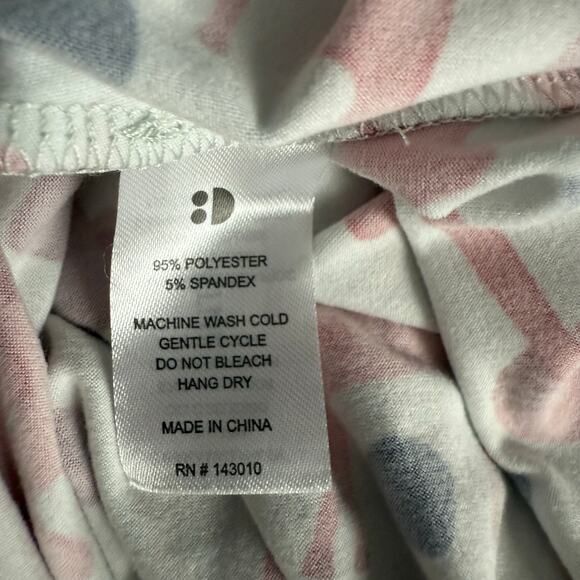 95% POLYESTER
5% SPANDEX
MACHINE WASH COLD
GENTLE CYCLE
DO NOT BLEACH
HANG DRY
MADE IN CHINA
RN # 143010